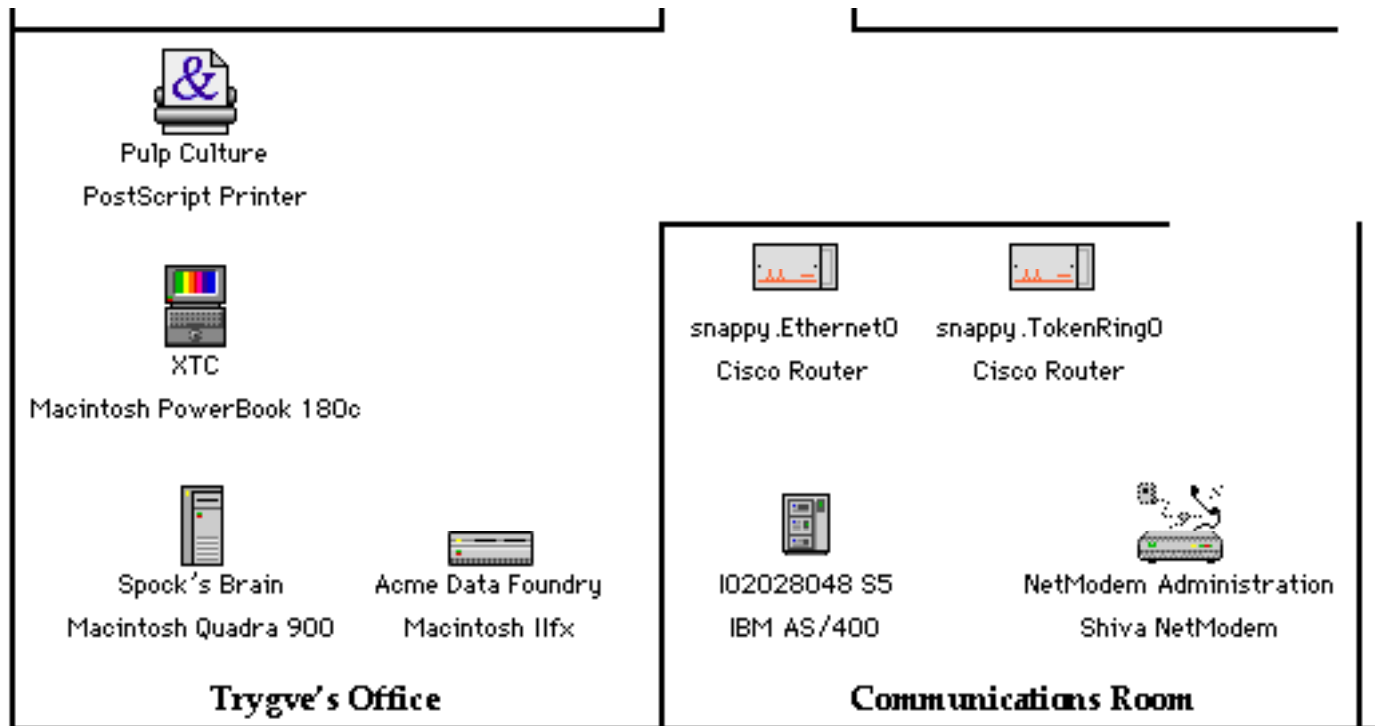 &
Pulp Culture
PostScript Printer
XTC
Macintosh PowerBook 180c
Spock's Brain
Macintosh Quadra 900
Acme Data Foundry
Macintosh IIfx
Trygve's Office
snappy.Ethernet0
Cisco Router
snappy.TokenRing0
Cisco Router
I02028048 S5
IBM AS/400
NetModem Administration
Shiva NetModem
Communications Room